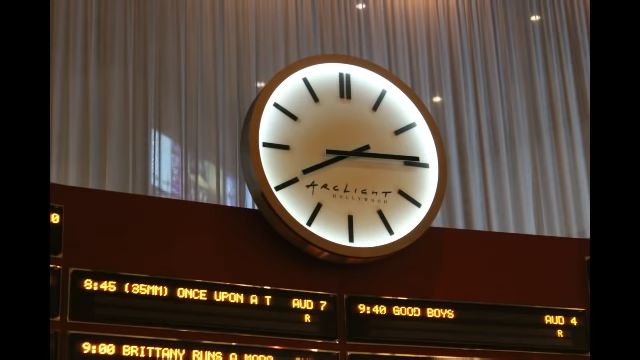 ArcLight
HOLLYWOOD
0
8:45 (35MM) ONCE UPON A T AUD 7
R
9:40 GOOD BOYS AUD 4
R
9:00 BRITTANY RUNS A MARA